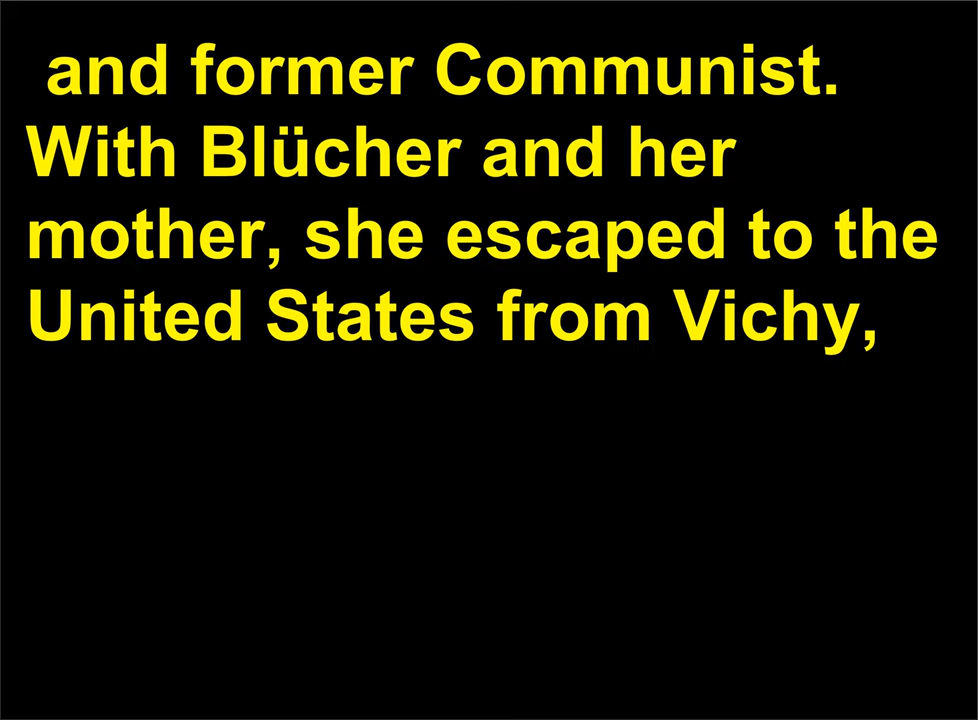 and former Communist.
With Blücher and her
mother, she escaped to the
United States from Vichy,